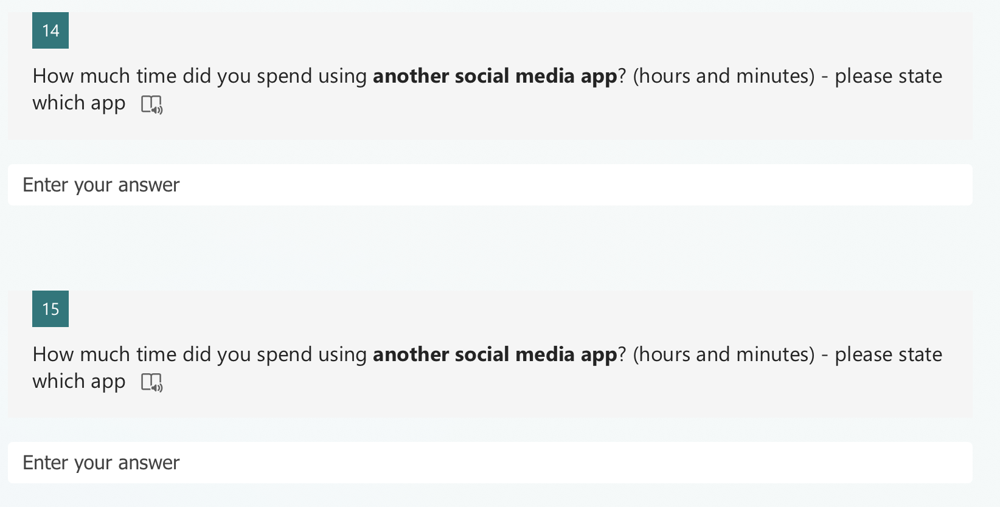 14
How much time did you spend using another social media app? (hours and minutes) - please state
which app
Enter your answer
15
How much time did you spend using another social media app? (hours and minutes) - please state
which app
Enter your answer